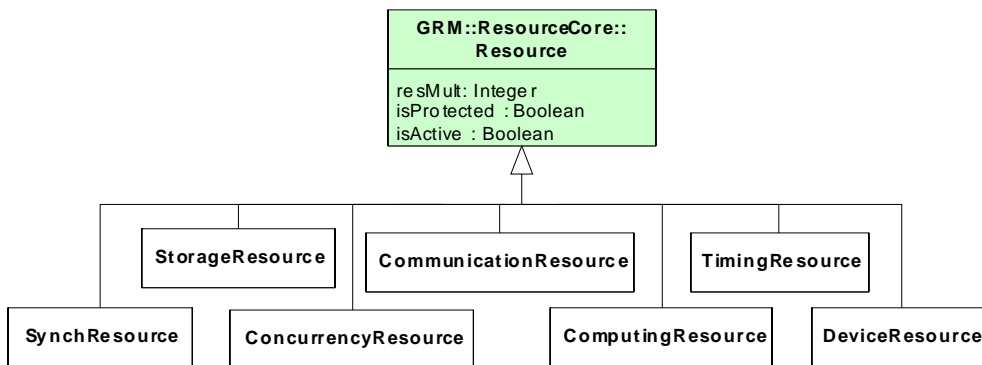 GRM::ResourceCore::
Resource
resMult: Integer
isProtected : Boolean
isActive : Boolean
StorageResource
CommunicationResource
TimingResource
SynchResource
ConcurrencyResource
ComputingResource
DeviceResource